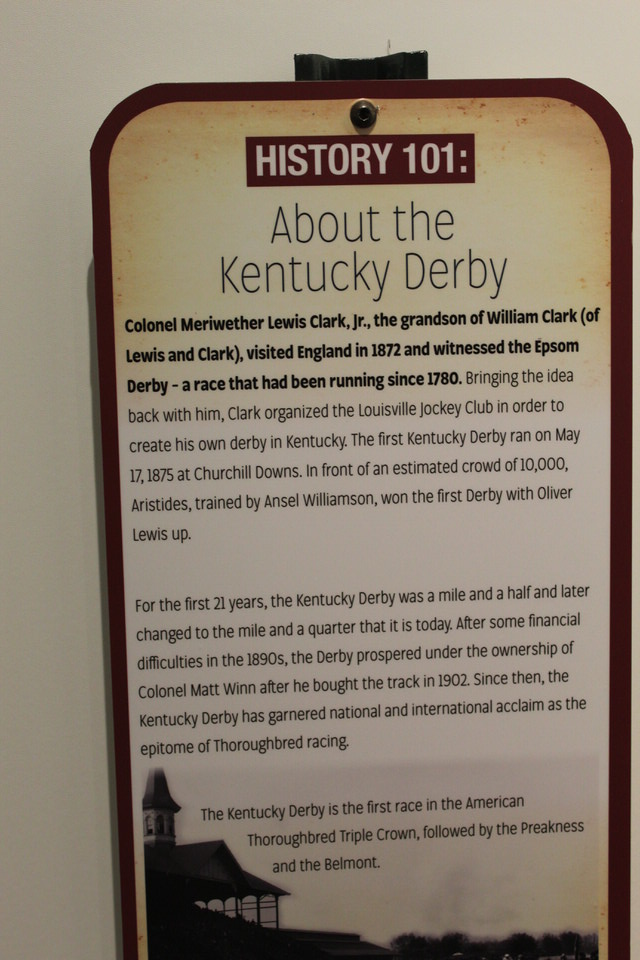 HISTORY 101:
About the
Kentucky Derby
Colonel Meriwether Lewis Clark, Jr., the grandson of William Clark (of
Lewis and Clark), visited England in 1872 and witnessed the Epsom
Derby – a race that had been running since 1780. Bringing the idea
back with him, Clark organized the Louisville Jockey Club in order to
create his own derby in Kentucky. The first Kentucky Derby ran on May
17, 1875 at Churchill Downs. In front of an estimated crowd of 10,000,
Aristides, trained by Ansel Williamson, won the first Derby with Oliver
Lewis up.
For the first 21 years, the Kentucky Derby was a mile and a half and later
changed to the mile and a quarter that it is today. After some financial
difficulties in the 1890s, the Derby prospered under the ownership of
Colonel Matt Winn after he bought the track in 1902. Since then, the
Kentucky Derby has garnered national and international acclaim as the
epitome of Thoroughbred racing.
The Kentucky Derby is the first race in the American
Thoroughbred Triple Crown, followed by the Preakness
and the Belmont.